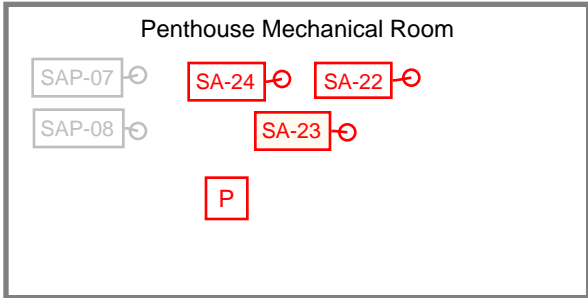 Penthouse Mechanical Room
SAP-07
SA-24
SA-22
SAP-08
SA-23
P